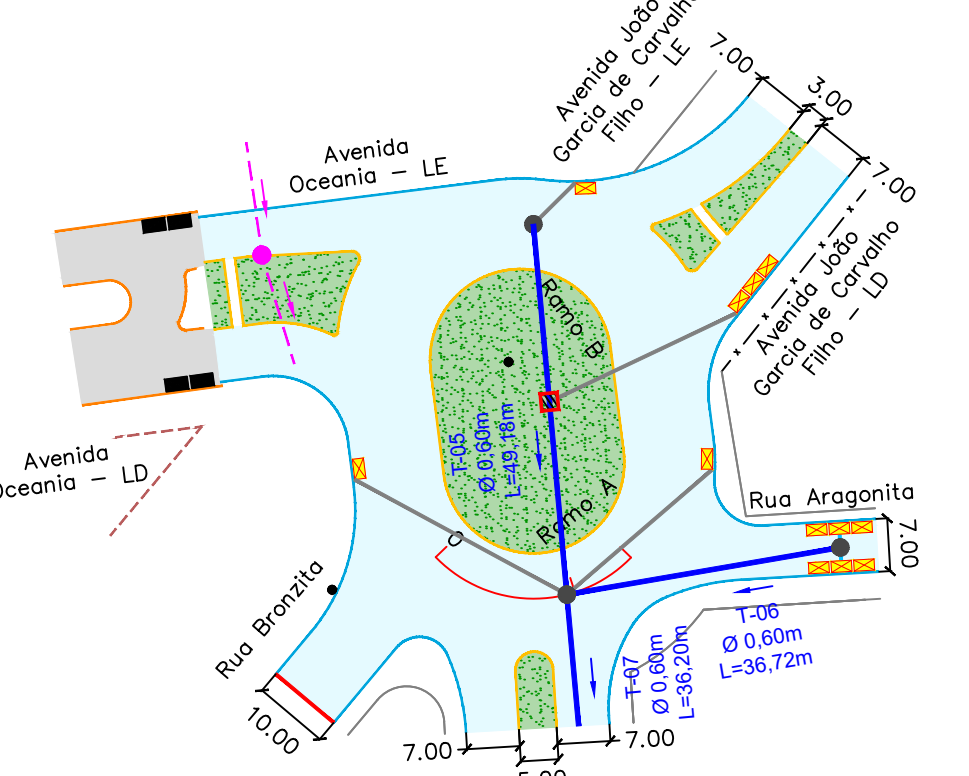 Avenida João
Garcia de Carvalho
Filho – LE
7.00
3.00
7.00
Avenida
Oceania – LE
Avenida João
Garcia de Carvalho
Filho – LD
Ramo B
T-05
Ø 0,60m
L=49,18m
Ramo A
Avenida
Oceania – LD
Rua Aragonita
7.00
Rua Bronzita
10.00
T-06
Ø 0,60m
L=36,72m
T-07
Ø 0,60m
L=36,20m
7.00
7.00
5.00